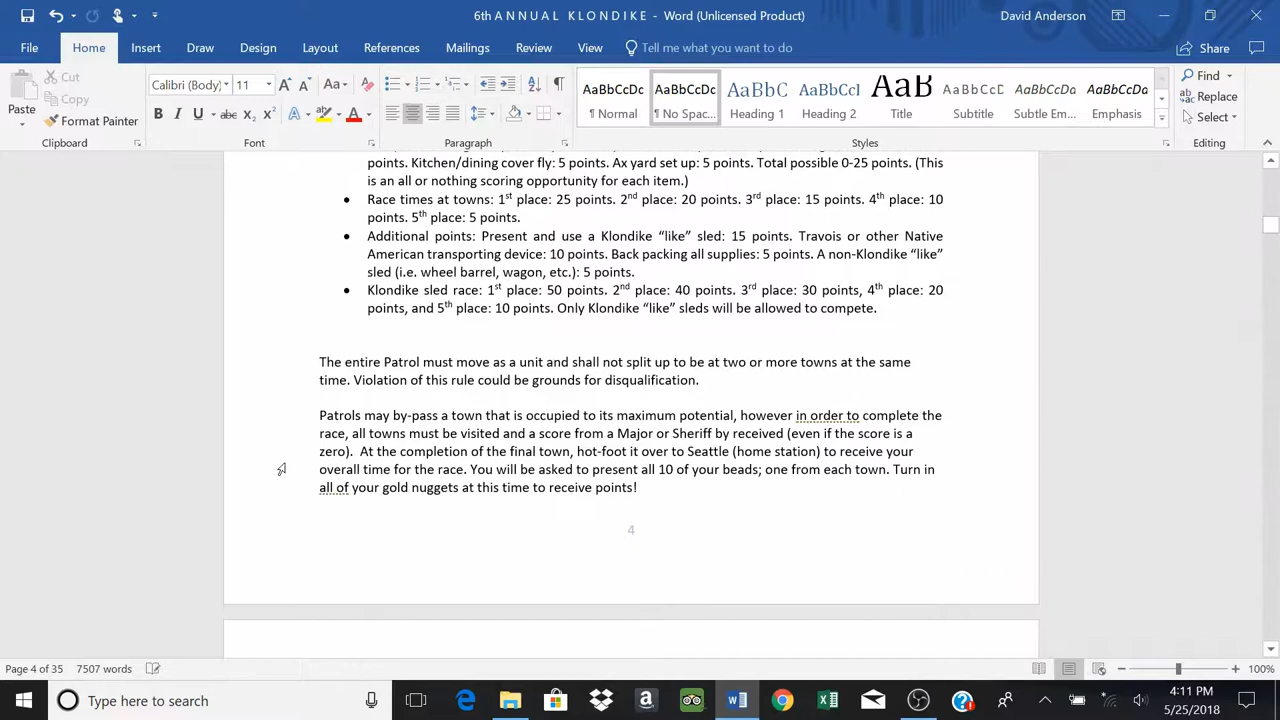 6th A N N U A L K L O N D I K E - Word (Unlicensed Product)
David Anderson
File Home Insert Draw Design Layout References Mailings Review View Tell me what you want to do Share
Paste
Cut
Copy
Format Painter
Clipboard
Calibri (Body) 11
Font
Paragraph
AaBbCcDc AaBbCcDc AaBbC AaBbCcI AaB AaBbCcD AaBbCcDa AaBbCcDa
¶ Normal ¶ No Spac... Heading 1 Heading 2 Title Subtitle Subtle Em... Emphasis
Styles
Find
Replace
Select
Editing
points. Kitchen/dining cover fly: 5 points. Ax yard set up: 5 points. Total possible 0-25 points. (This
is an all or nothing scoring opportunity for each item.)
• Race times at towns: 1st place: 25 points. 2nd place: 20 points. 3rd place: 15 points. 4th place: 10
points. 5th place: 5 points.
• Additional points: Present and use a Klondike “like” sled: 15 points. Travois or other Native
American transporting device: 10 points. Back packing all supplies: 5 points. A non-Klondike “like”
sled (i.e. wheel barrel, wagon, etc.): 5 points.
• Klondike sled race: 1st place: 50 points. 2nd place: 40 points. 3rd place: 30 points, 4th place: 20
points, and 5th place: 10 points. Only Klondike “like” sleds will be allowed to compete.
The entire Patrol must move as a unit and shall not split up to be at two or more towns at the same
time. Violation of this rule could be grounds for disqualification.
Patrols may by-pass a town that is occupied to its maximum potential, however in order to complete the
race, all towns must be visited and a score from a Major or Sheriff by received (even if the score is a
zero). At the completion of the final town, hot-foot it over to Seattle (home station) to receive your
overall time for the race. You will be asked to present all 10 of your beads; one from each town. Turn in
all of your gold nuggets at this time to receive points!
4
Page 4 of 35 7507 words
100%
Type here to search
4:11 PM
5/25/2018